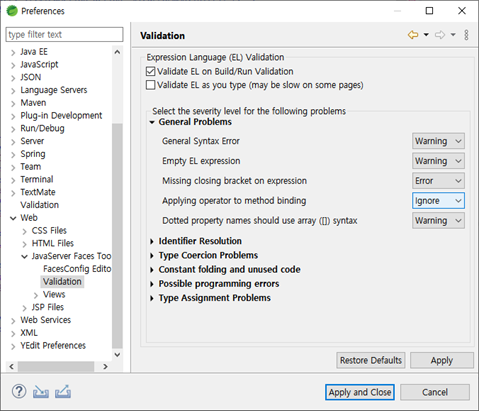 Preferences
type filter text
Java EE
JavaScript
JSON
Language Servers
Maven
Plug-in Development
Run/Debug
Server
Spring
Team
Terminal
TextMate
Validation
Web
CSS Files
HTML Files
JavaServer Faces Too
FacesConfig Edito
Validation
Views
JSP Files
Web Services
XML
YEdit Preferences
Validation
Expression Language (EL) Validation
Validate EL on Build/Run Validation
Validate EL as you type (may be slow on some pages)
Select the severity level for the following problems
General Problems
General Syntax Error Warning
Empty EL expression Warning
Missing closing bracket on expression Error
Applying operator to method binding Ignore
Dotted property names should use array ([]) syntax Warning
Identifier Resolution
Type Coercion Problems
Constant folding and unused code
Possible programming errors
Type Assignment Problems
Restore Defaults Apply
Apply and Close Cancel